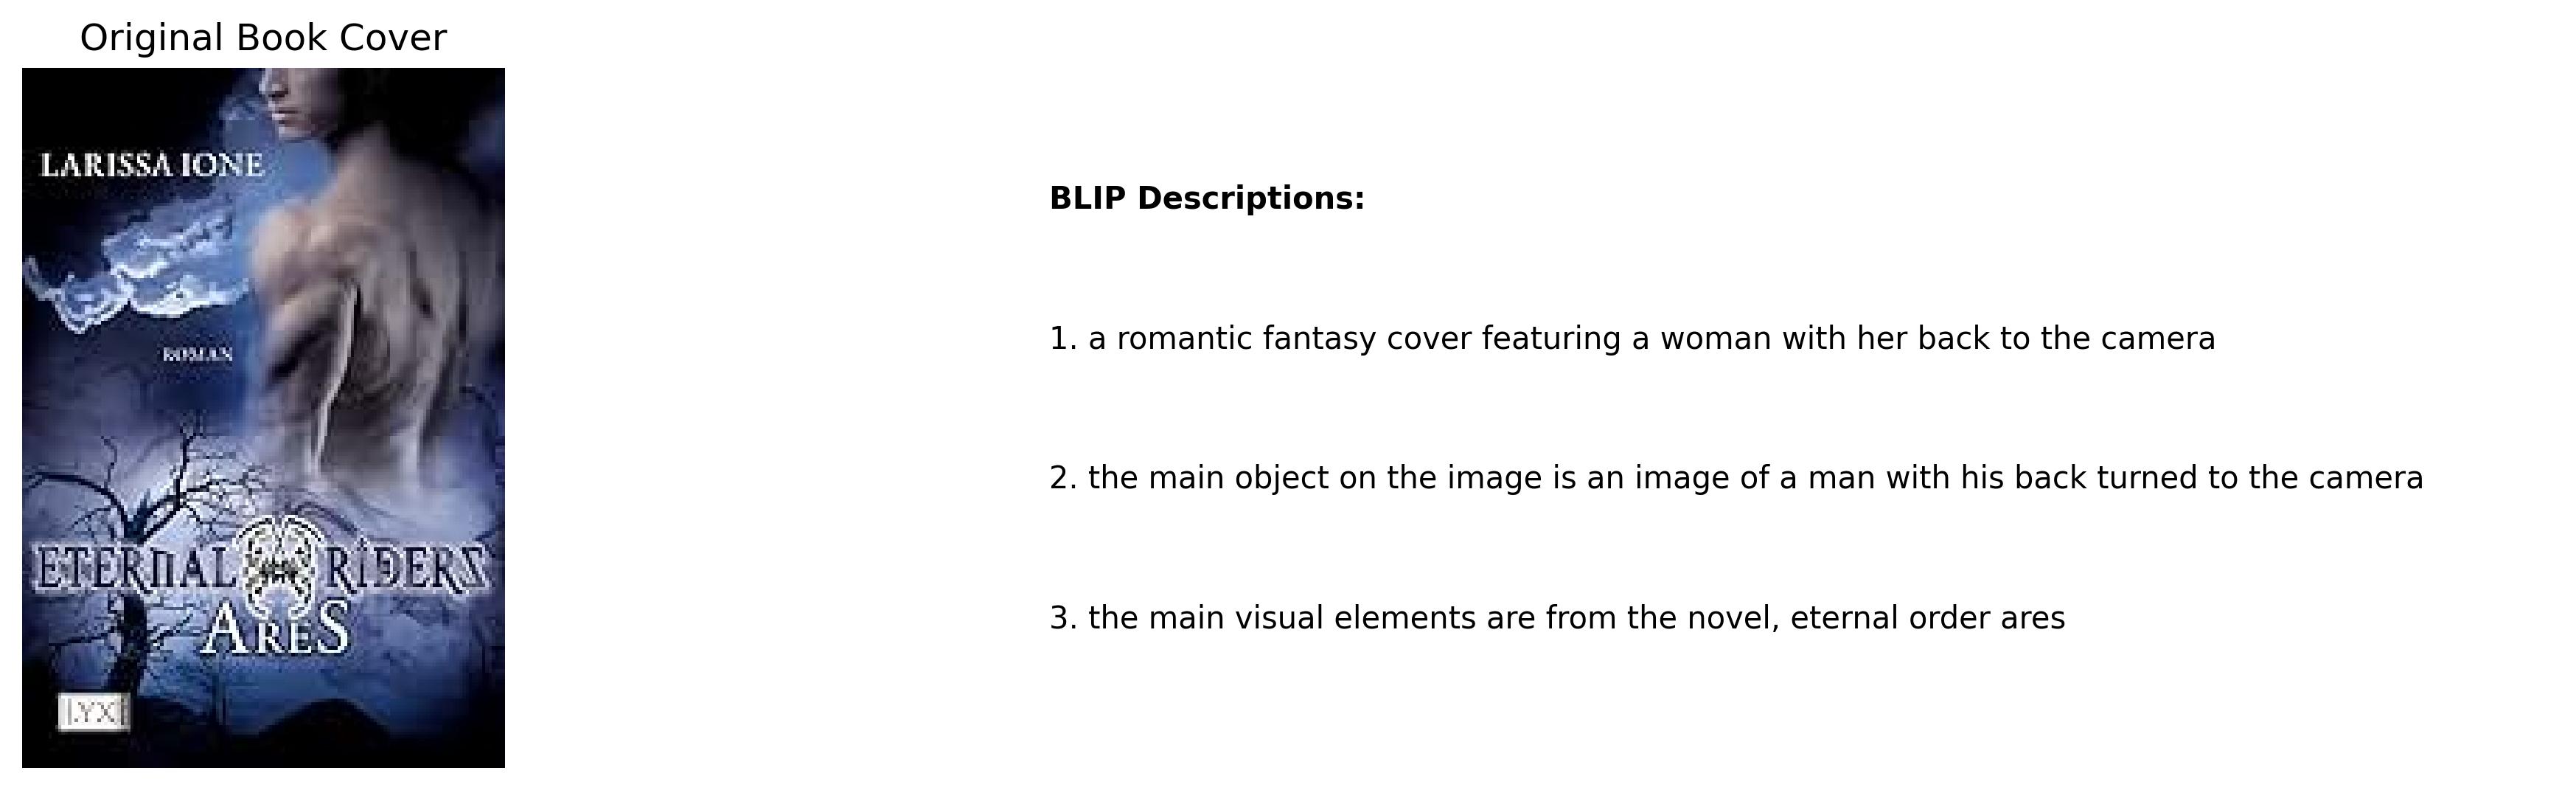 Original Book Cover
LARISSA IONE
ROMAN
ETERNAL RIDERS
ARES
LYX
BLIP Descriptions:
1. a romantic fantasy cover featuring a woman with her back to the camera
2. the main object on the image is an image of a man with his back turned to the camera
3. the main visual elements are from the novel, eternal order ares